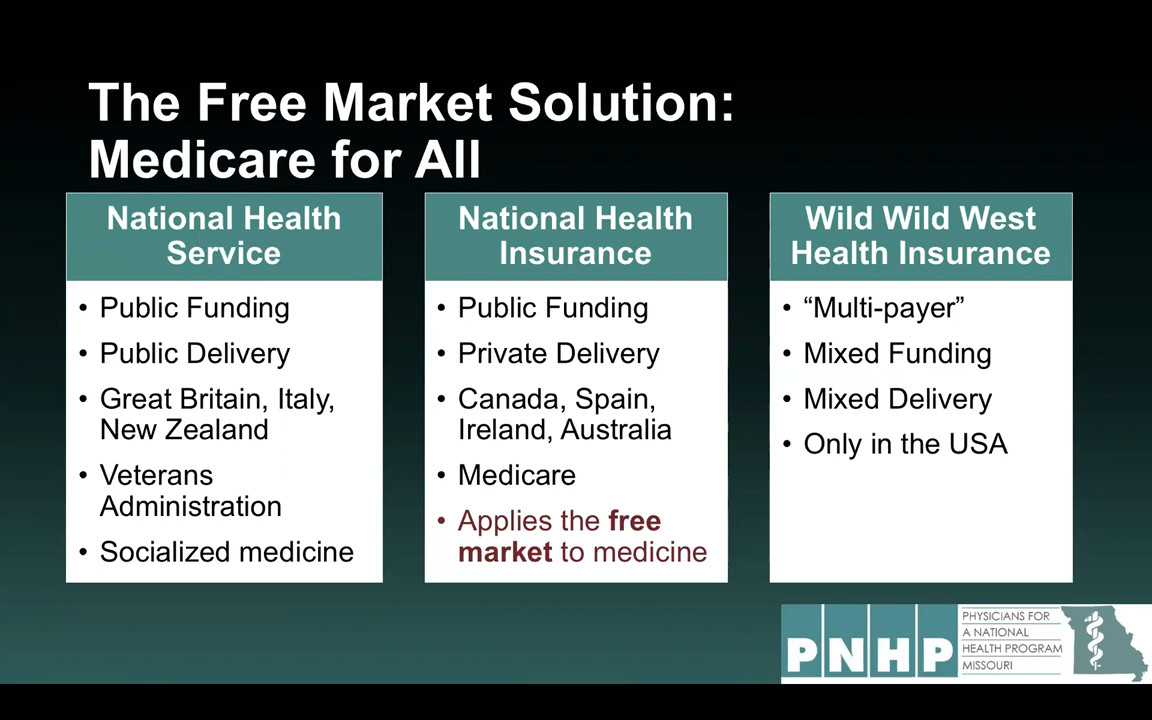 The Free Market Solution:
Medicare for All
National Health
Service
• Public Funding
• Public Delivery
• Great Britain, Italy,
New Zealand
• Veterans
Administration
• Socialized medicine
National Health
Insurance
• Public Funding
• Private Delivery
• Canada, Spain,
Ireland, Australia
• Medicare
• Applies the free
market to medicine
Wild Wild West
Health Insurance
• “Multi-payer”
• Mixed Funding
• Mixed Delivery
• Only in the USA
PNHP
PHYSICIANS FOR
A NATIONAL
HEALTH PROGRAM
MISSOURI